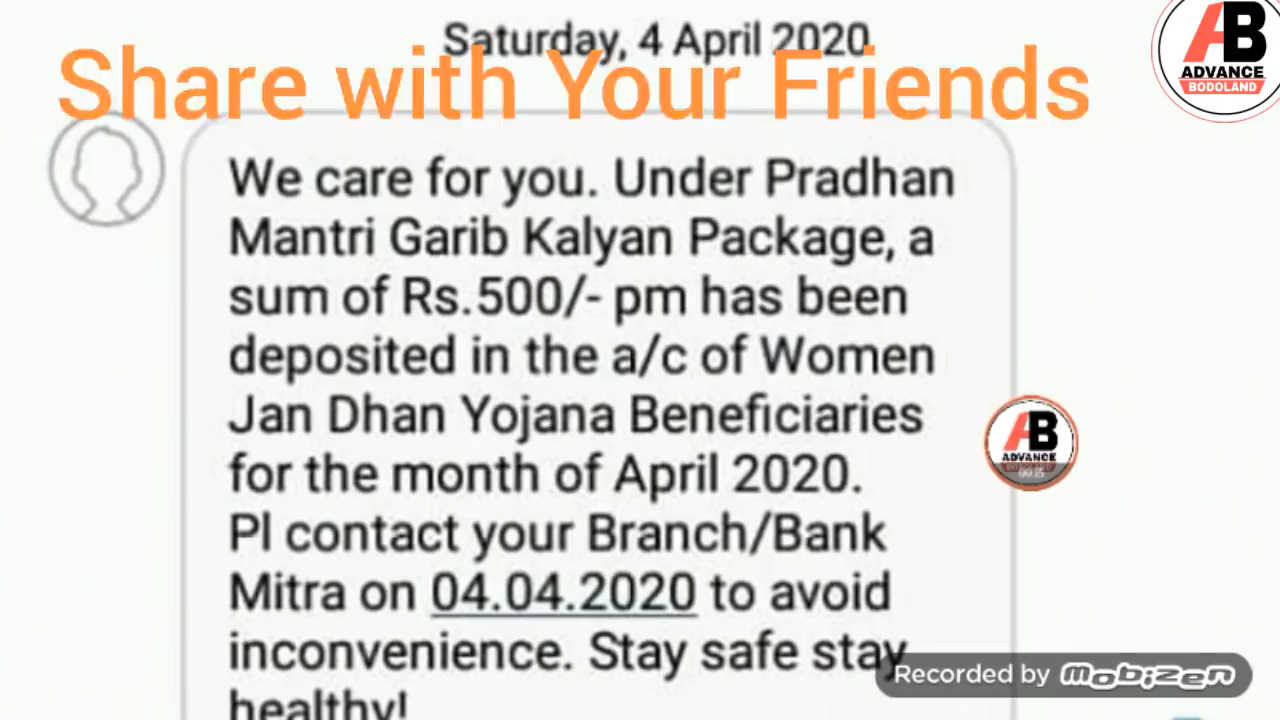 Saturday, 4 April 2020
Share with Your Friends
AB
ADVANCE
BODOLAND
We care for you. Under Pradhan
Mantri Garib Kalyan Package, a
sum of Rs.500/- pm has been
deposited in the a/c of Women
Jan Dhan Yojana Beneficiaries
for the month of April 2020.
Pl contact your Branch/Bank
Mitra on 04.04.2020 to avoid
inconvenience. Stay safe stay
healthy!
AB
ADVANCE
Recorded by mobizen